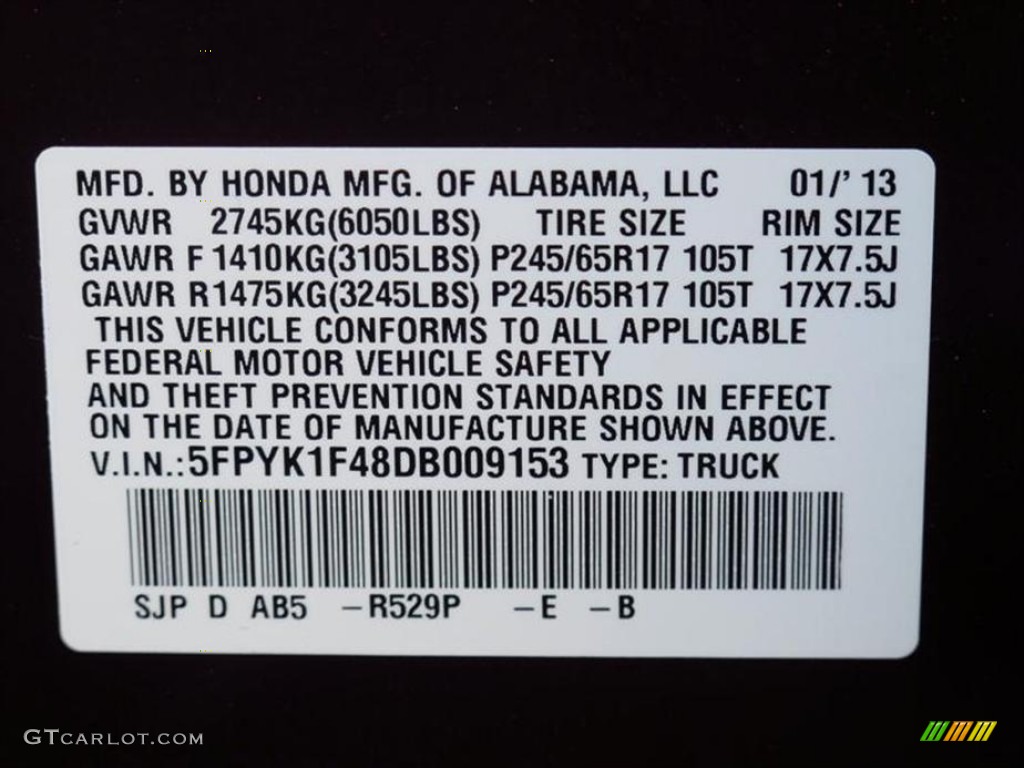 MFD. BY HONDA MFG. OF ALABAMA, LLC 01/' 13
GVWR 2745KG(6050LBS) TIRE SIZE RIM SIZE
GAWR F 1410KG(3105LBS) P245/65R17 105T 17X7.5J
GAWR R1475KG(3245LBS) P245/65R17 105T 17X7.5J
THIS VEHICLE CONFORMS TO ALL APPLICABLE
FEDERAL MOTOR VEHICLE SAFETY
AND THEFT PREVENTION STANDARDS IN EFFECT
ON THE DATE OF MANUFACTURE SHOWN ABOVE.
V.I.N.:5FPYK1F48DB009153 TYPE: TRUCK
SJP D AB5 -R529P -E -B
GTCARLOT.COM